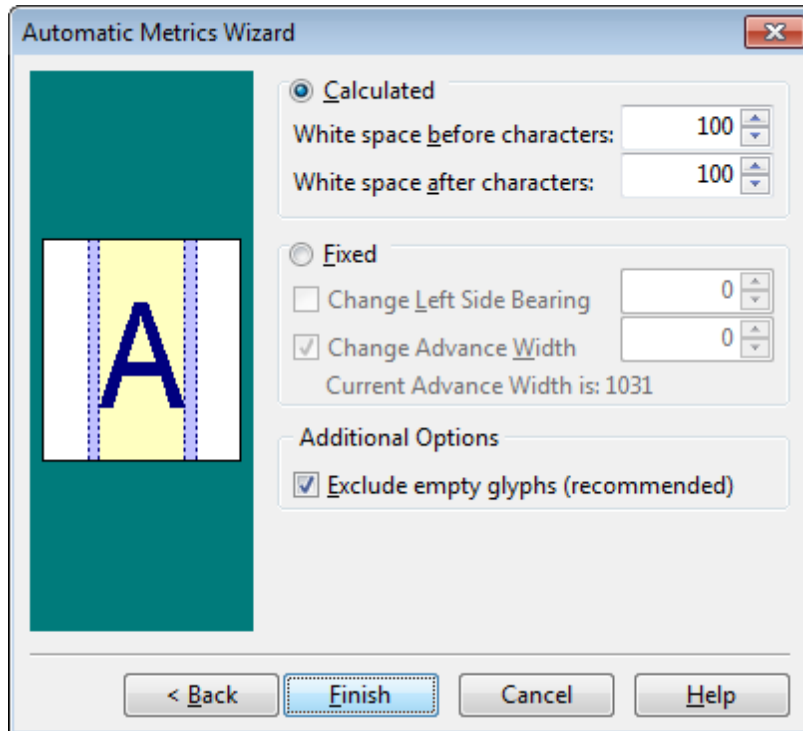 Automatic Metrics Wizard
Calculated
White space before characters: 100
White space after characters: 100
Fixed
Change Left Side Bearing 0
Change Advance Width 0
Current Advance Width is: 1031
Additional Options
Exclude empty glyphs (recommended)
A
< Back Finish Cancel Help